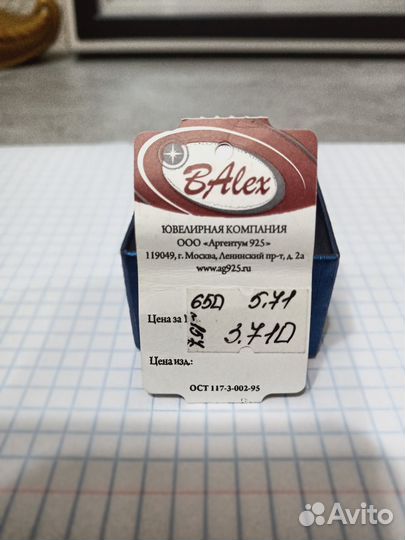 BAlex
ЮВЕЛИРНАЯ КОМПАНИЯ
ООО «Аргентум 925»
119049, г. Москва, Ленинский пр-т, д. 2а
www.ag925.ru
65D 5.71
Цена за 1
3.71D
Цена изд.:
ОСТ 117-3-002-95
Avito